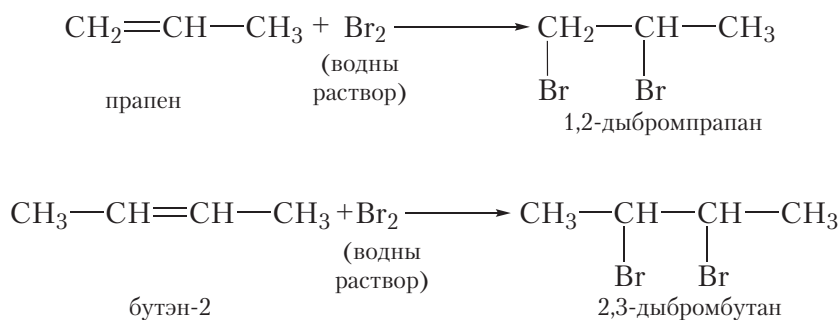 CH₂=CH—CH₃ + Br₂ ⟶ CH₂—CH—CH₃
(водны
раствор)
Br Br
прапен
1,2-дыбромпрапан
CH₃—CH=CH—CH₃ + Br₂ ⟶ CH₃—CH—CH—CH₃
(водны
раствор)
Br Br
бутэн-2
2,3-дыбромбутан